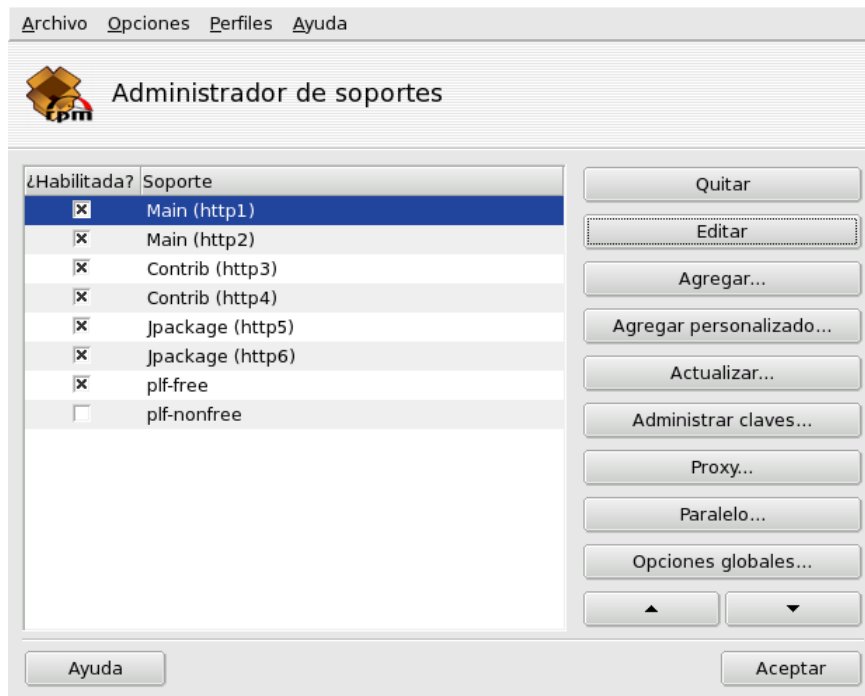 Archivo Opciones Perfiles Ayuda
rpm
Administrador de soportes
¿Habilitada? Soporte
Main (http1)
Main (http2)
Contrib (http3)
Contrib (http4)
Jpackage (http5)
Jpackage (http6)
plf-free
plf-nonfree
Quitar
Editar
Agregar...
Agregar personalizado...
Actualizar...
Administrar claves...
Proxy...
Paralelo...
Opciones globales...
Ayuda
Aceptar